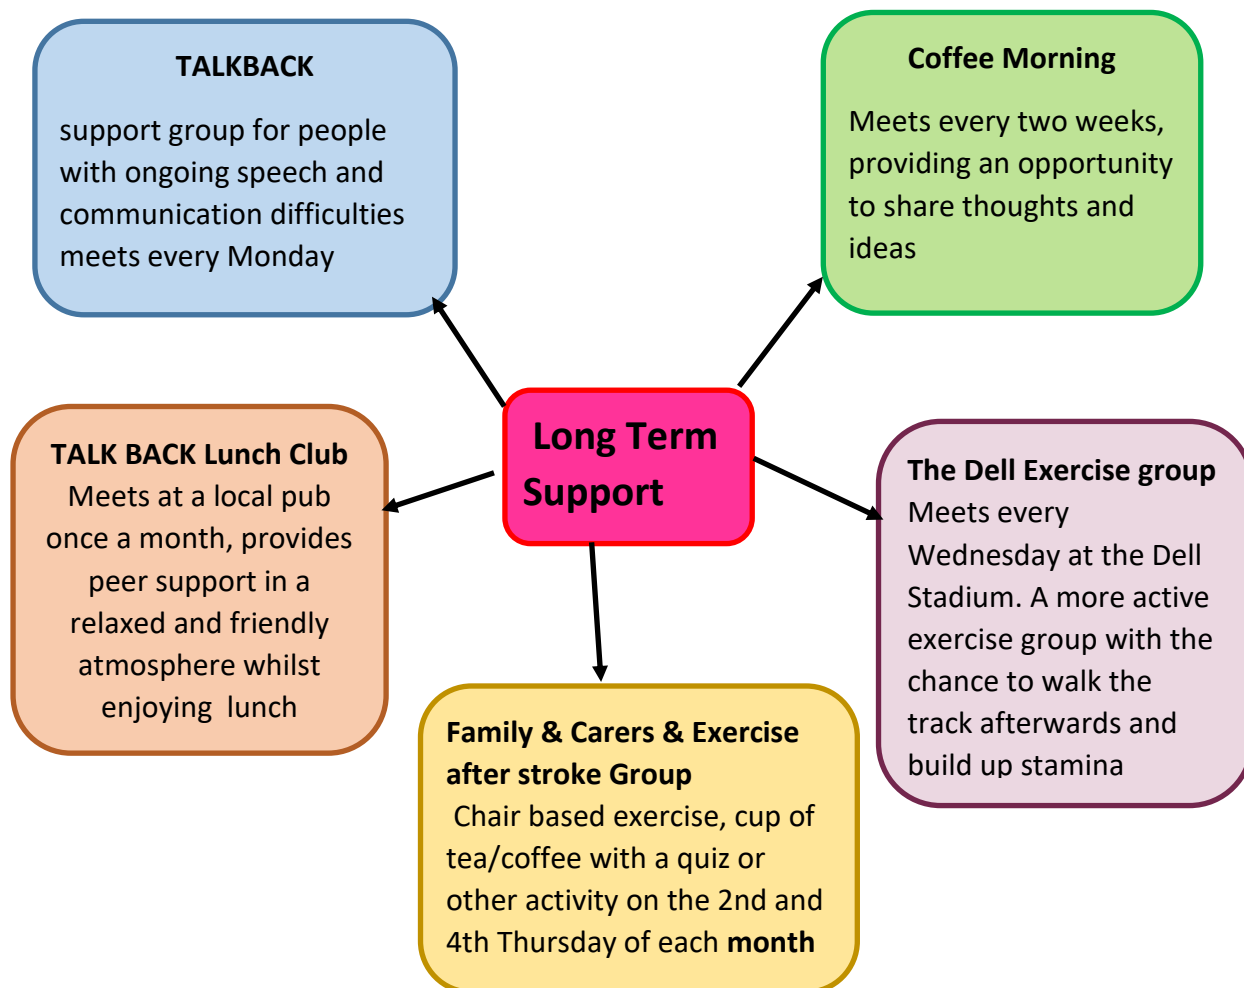 TALKBACK
support group for people
with ongoing speech and
communication difficulties
meets every Monday
Coffee Morning
Meets every two weeks,
providing an opportunity
to share thoughts and
ideas
Long Term
Support
TALK BACK Lunch Club
Meets at a local pub
once a month, provides
peer support in a
relaxed and friendly
atmosphere whilst
enjoying lunch
The Dell Exercise group
Meets every
Wednesday at the Dell
Stadium. A more active
exercise group with the
chance to walk the
track afterwards and
build up stamina
Family & Carers & Exercise
after stroke Group
Chair based exercise, cup of
tea/coffee with a quiz or
other activity on the 2nd and
4th Thursday of each month